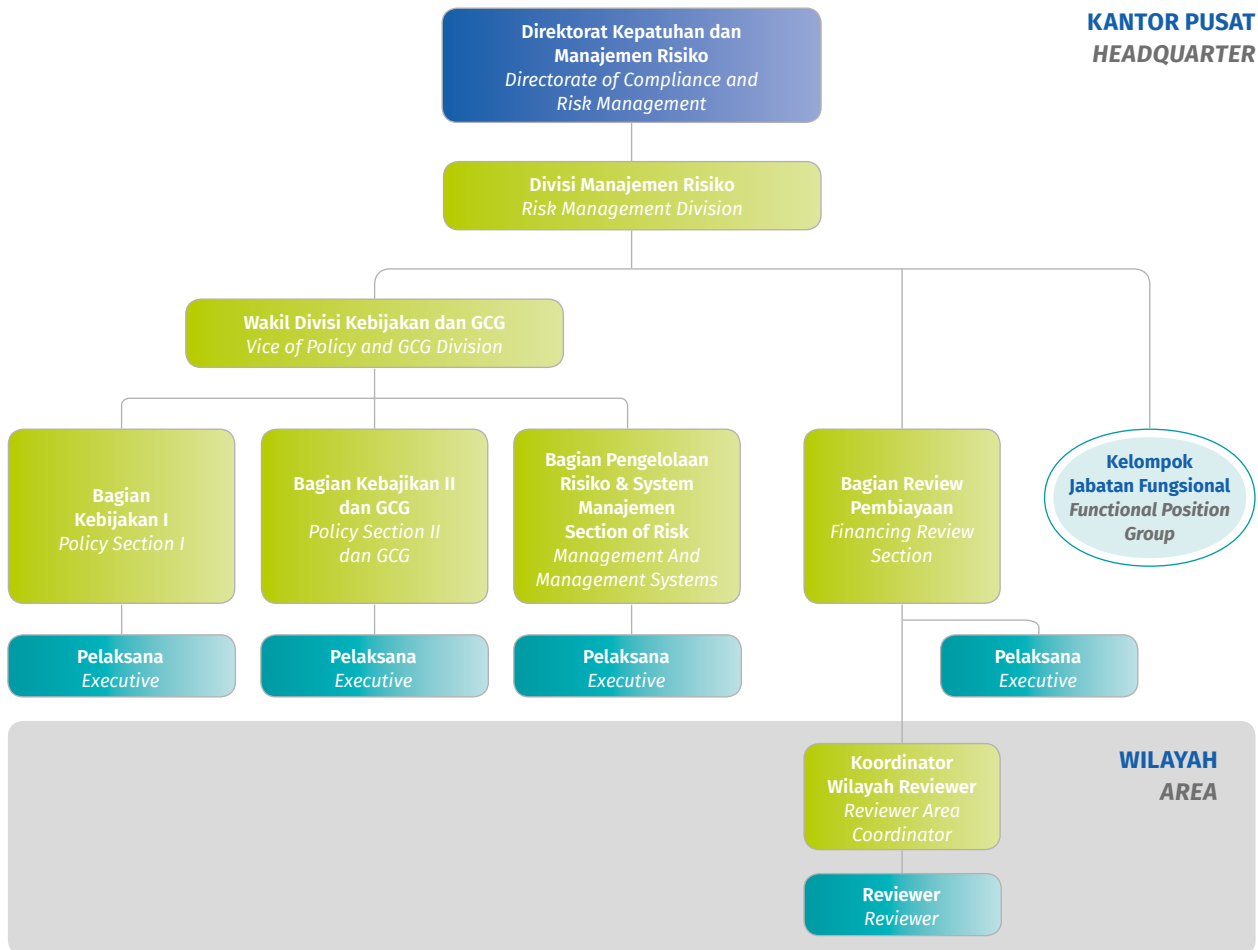 Direktorat Kepatuhan dan
Manajemen Risiko
Directorate of Compliance and
Risk Management
KANTOR PUSAT
HEADQUARTER
Divisi Manajemen Risiko
Risk Management Division
Wakil Divisi Kebijakan dan GCG
Vice of Policy and GCG Division
Bagian
Kebijakan I
Policy Section I
Bagian Kebajikan II
dan GCG
Policy Section II
dan GCG
Bagian Pengelolaan
Risiko & System
Manajemen
Section of Risk
Management And
Management Systems
Bagian Review
Pembiayaan
Financing Review
Section
Kelompok
Jabatan Fungsional
Functional Position
Group
Pelaksana
Executive
Pelaksana
Executive
Pelaksana
Executive
Pelaksana
Executive
WILAYAH
AREA
Koordinator
Wilayah Reviewer
Reviewer Area
Coordinator
Reviewer
Reviewer